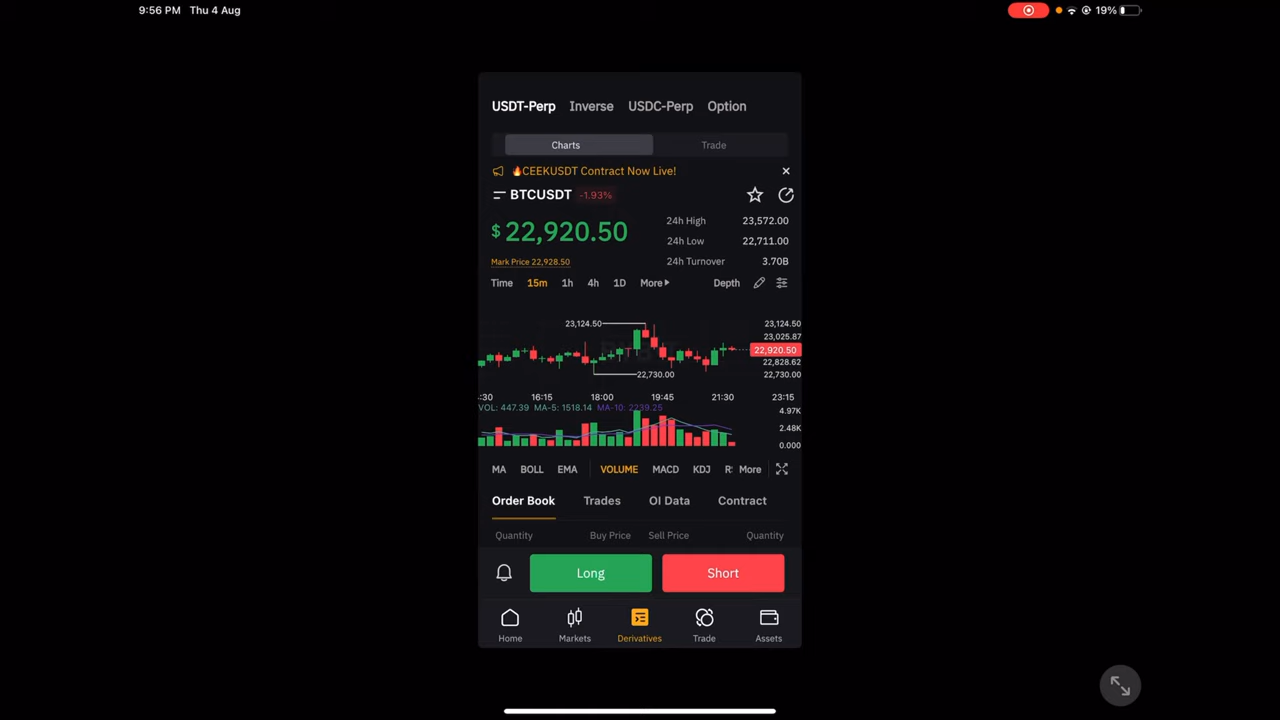 9:56 PM Thu 4 Aug 19%
USDT-Perp Inverse USDC-Perp Option
Charts Trade
🔥CEEKUSDT Contract Now Live!
BTCUSDT -1.93%
$ 22,920.50
24h High 23,572.00
24h Low 22,711.00
Mark Price 22,928.50
24h Turnover 3.70B
Time 15m 1h 4h 1D More Depth
23,124.50 23,124.50
23,025.87
22,920.50
22,828.62
22,730.00 22,730.00
:30 16:15 18:00 19:45 21:30 23:15
VOL: 447.39 MA-5: 1518.14 MA-10: 2239.25 4.97K
2.48K
0.000
MA BOLL EMA VOLUME MACD KDJ R More
Order Book Trades OI Data Contract
Quantity Buy Price Sell Price Quantity
Long Short
Home Markets Derivatives Trade Assets